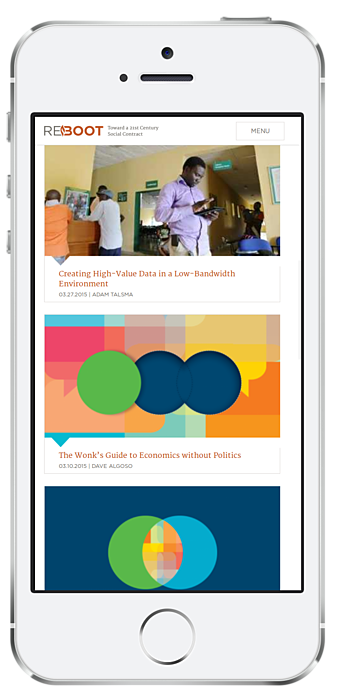 REBOOT
Toward a 21st Century
Social Contract
MENU
Creating High-Value Data in a Low-Bandwidth
Environment
03.27.2015 | ADAM TALSMA
The Wonk's Guide to Economics without Politics
03.10.2015 | DAVE ALGOSO